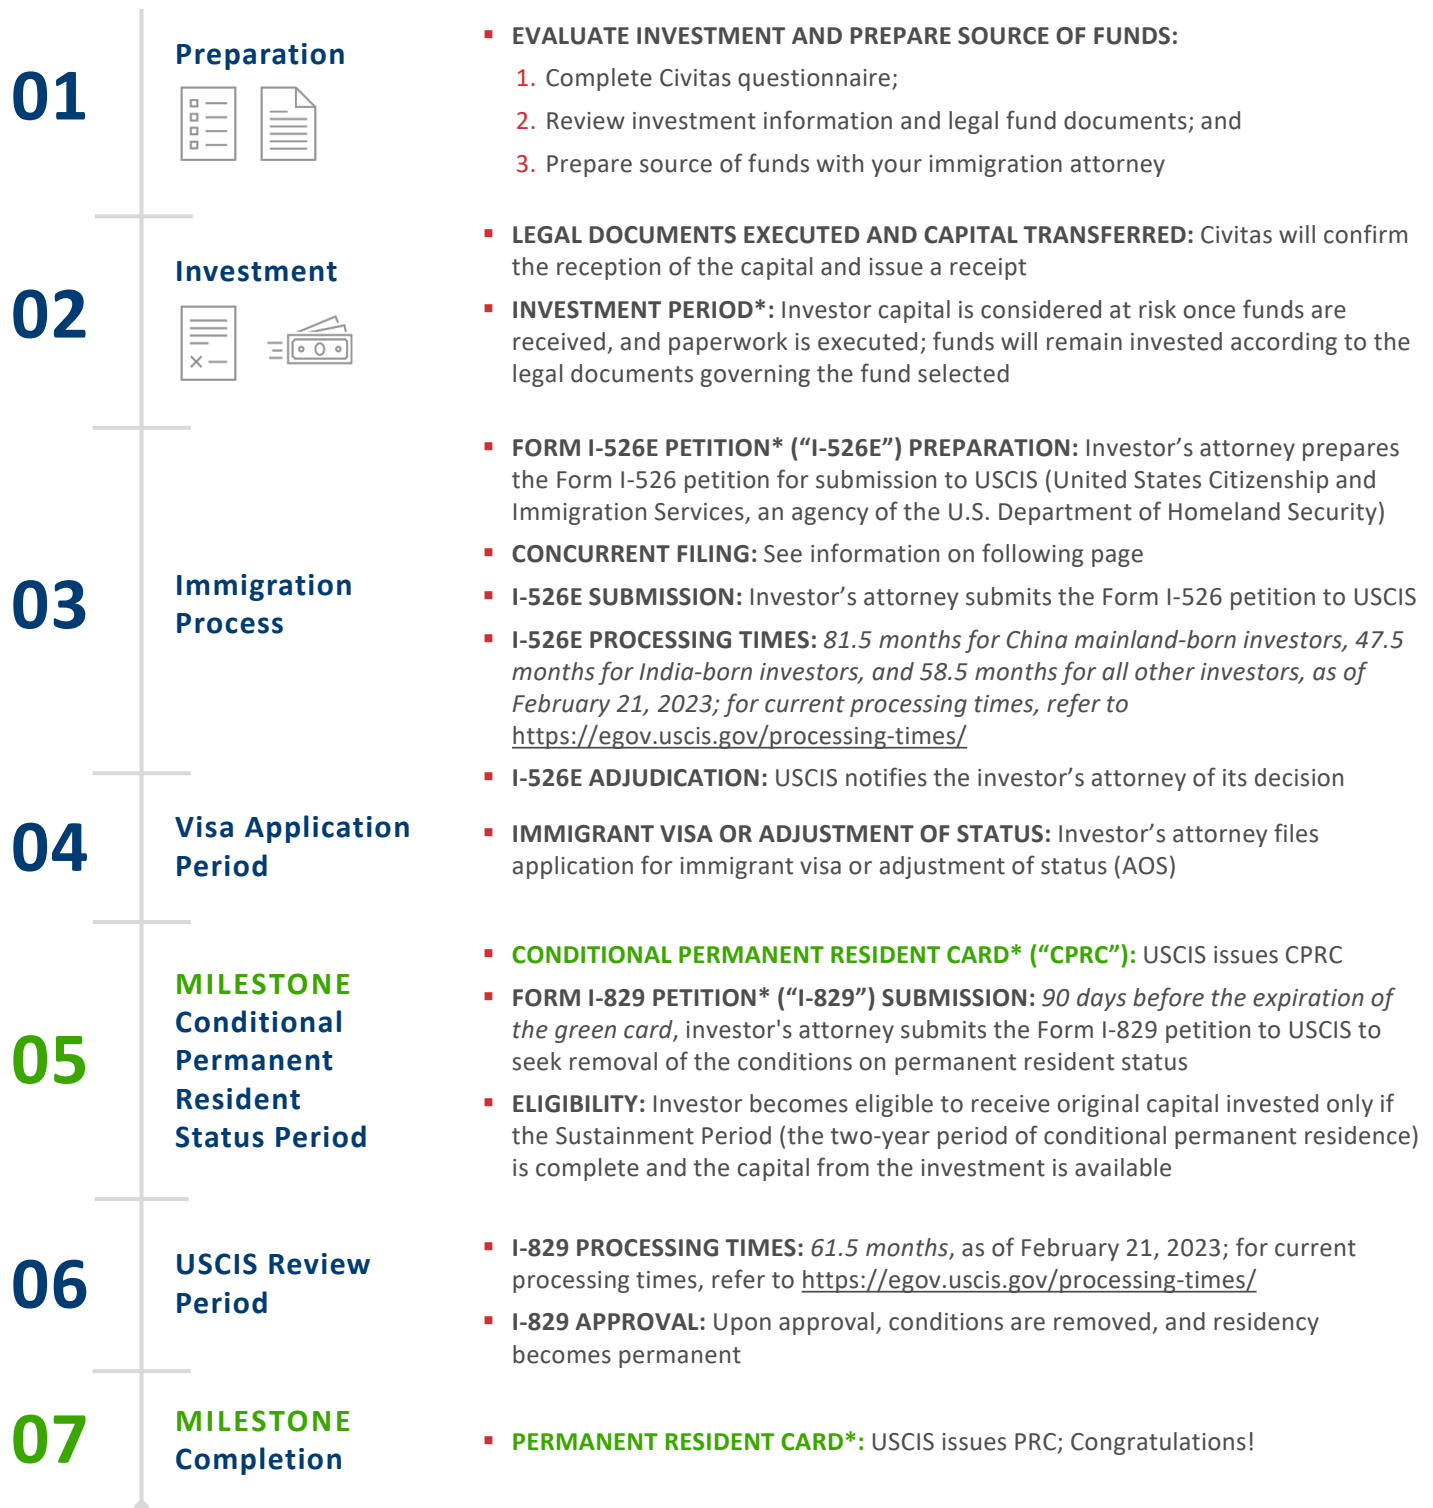 01
Preparation
▪ EVALUATE INVESTMENT AND PREPARE SOURCE OF FUNDS:
1. Complete Civitas questionnaire;
2. Review investment information and legal fund documents; and
3. Prepare source of funds with your immigration attorney
02
Investment
▪ LEGAL DOCUMENTS EXECUTED AND CAPITAL TRANSFERRED: Civitas will confirm
the reception of the capital and issue a receipt
▪ INVESTMENT PERIOD*: Investor capital is considered at risk once funds are
received, and paperwork is executed; funds will remain invested according to the
legal documents governing the fund selected
03
Immigration
Process
▪ FORM I-526E PETITION* (“I-526E”) PREPARATION: Investor’s attorney prepares
the Form I-526 petition for submission to USCIS (United States Citizenship and
Immigration Services, an agency of the U.S. Department of Homeland Security)
▪ CONCURRENT FILING: See information on following page
▪ I-526E SUBMISSION: Investor’s attorney submits the Form I-526 petition to USCIS
▪ I-526E PROCESSING TIMES: 81.5 months for China mainland-born investors, 47.5
months for India-born investors, and 58.5 months for all other investors, as of
February 21, 2023; for current processing times, refer to
https://egov.uscis.gov/processing-times/
▪ I-526E ADJUDICATION: USCIS notifies the investor’s attorney of its decision
04
Visa Application
Period
▪ IMMIGRANT VISA OR ADJUSTMENT OF STATUS: Investor’s attorney files
application for immigrant visa or adjustment of status (AOS)
05
MILESTONE
Conditional
Permanent
Resident
Status Period
▪ CONDITIONAL PERMANENT RESIDENT CARD* (“CPRC”): USCIS issues CPRC
▪ FORM I-829 PETITION* (“I-829”) SUBMISSION: 90 days before the expiration of
the green card, investor's attorney submits the Form I-829 petition to USCIS to
seek removal of the conditions on permanent resident status
▪ ELIGIBILITY: Investor becomes eligible to receive original capital invested only if
the Sustainment Period (the two-year period of conditional permanent residence)
is complete and the capital from the investment is available
06
USCIS Review
Period
▪ I-829 PROCESSING TIMES: 61.5 months, as of February 21, 2023; for current
processing times, refer to https://egov.uscis.gov/processing-times/
▪ I-829 APPROVAL: Upon approval, conditions are removed, and residency
becomes permanent
07
MILESTONE
Completion
▪ PERMANENT RESIDENT CARD*: USCIS issues PRC; Congratulations!